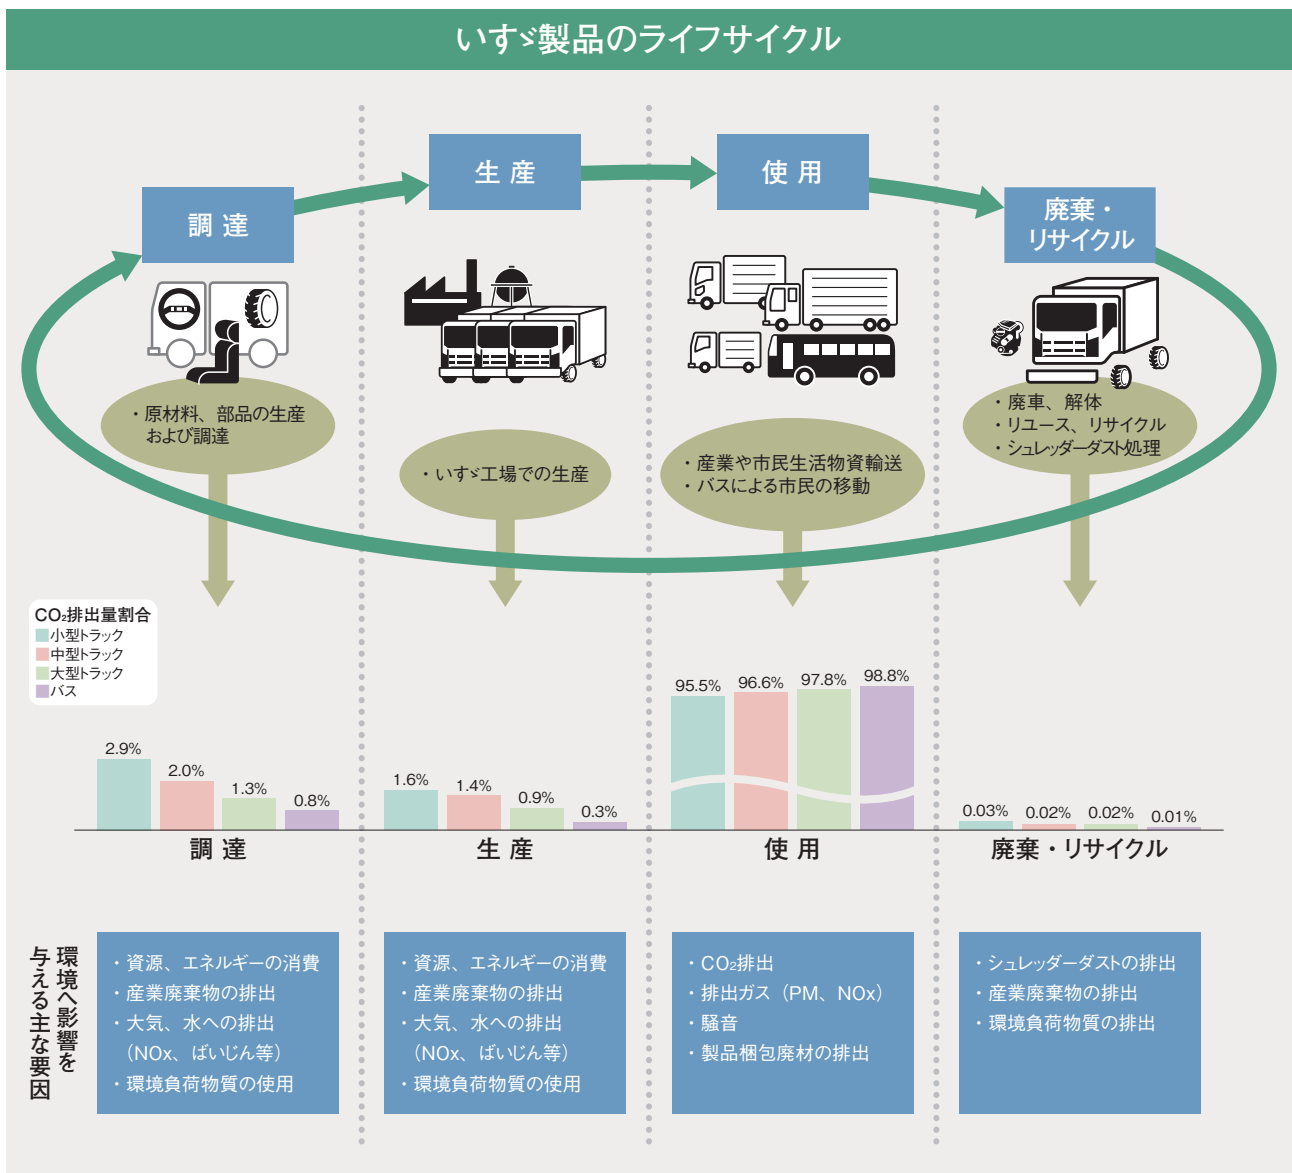 いすゞ製品のライフサイクル
調達
生産
使用
廃棄・
リサイクル
・原材料、部品の生産
および調達
・いすゞ工場での生産
・産業や市民生活物資輸送
・バスによる市民の移動
・廃車、解体
・リユース、リサイクル
・シュレッダーダスト処理
CO₂排出量割合
小型トラック
中型トラック
大型トラック
バス
2.9%
2.0%
1.3%
0.8%
調達
1.6%
1.4%
0.9%
0.3%
生産
95.5%
96.6%
97.8%
98.8%
使用
0.03%
0.02%
0.02%
0.01%
廃棄・リサイクル
環境へ影響を
与える主な要因
・資源、エネルギーの消費
・産業廃棄物の排出
・大気、水への排出
（NOx、ばいじん等）
・環境負荷物質の使用
・資源、エネルギーの消費
・産業廃棄物の排出
・大気、水への排出
（NOx、ばいじん等）
・環境負荷物質の使用
・CO₂排出
・排出ガス（PM、NOx）
・騒音
・製品梱包廃材の排出
・シュレッダーダストの排出
・産業廃棄物の排出
・環境負荷物質の排出